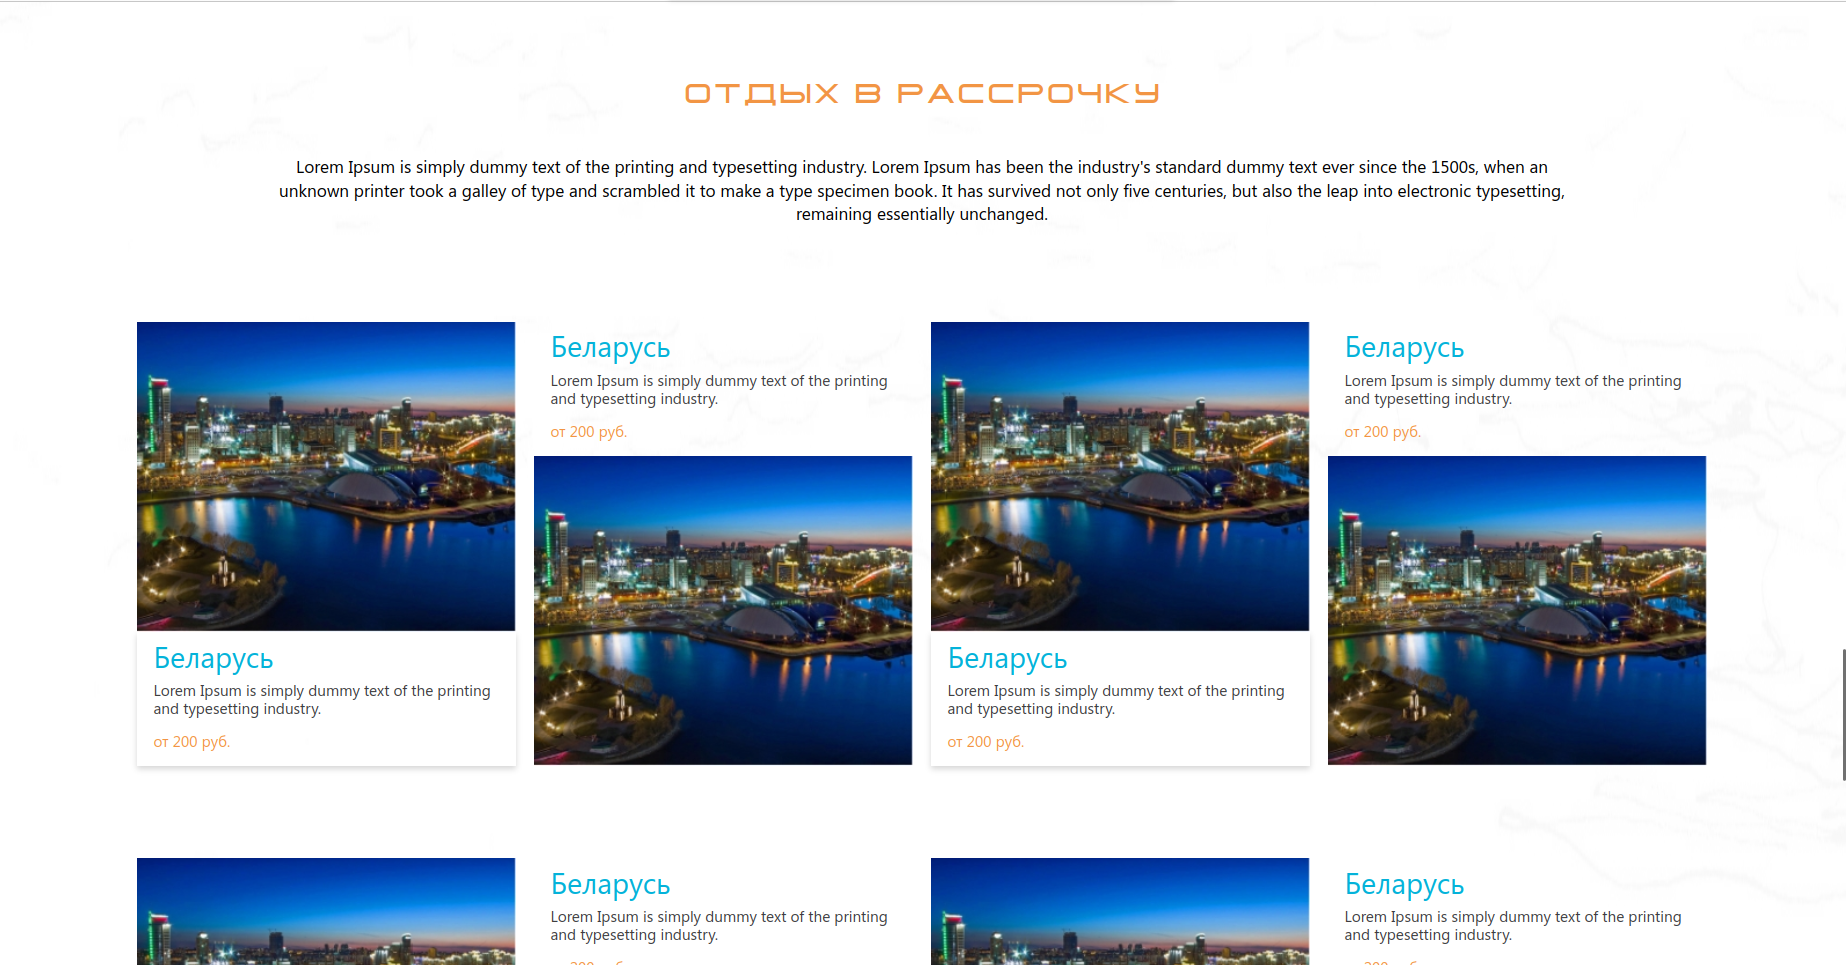 ОТДЫХ В РАССРОЧКУ
Lorem Ipsum is simply dummy text of the printing and typesetting industry. Lorem Ipsum has been the industry's standard dummy text ever since the 1500s, when an
unknown printer took a galley of type and scrambled it to make a type specimen book. It has survived not only five centuries, but also the leap into electronic typesetting,
remaining essentially unchanged.
Беларусь
Lorem Ipsum is simply dummy text of the printing
and typesetting industry.
от 200 руб.
Беларусь
Lorem Ipsum is simply dummy text of the printing
and typesetting industry.
от 200 руб.
Беларусь
Lorem Ipsum is simply dummy text of the printing
and typesetting industry.
от 200 руб.
Беларусь
Lorem Ipsum is simply dummy text of the printing
and typesetting industry.
от 200 руб.
Беларусь
Lorem Ipsum is simply dummy text of the printing
and typesetting industry.
Беларусь
Lorem Ipsum is simply dummy text of the printing
and typesetting industry.